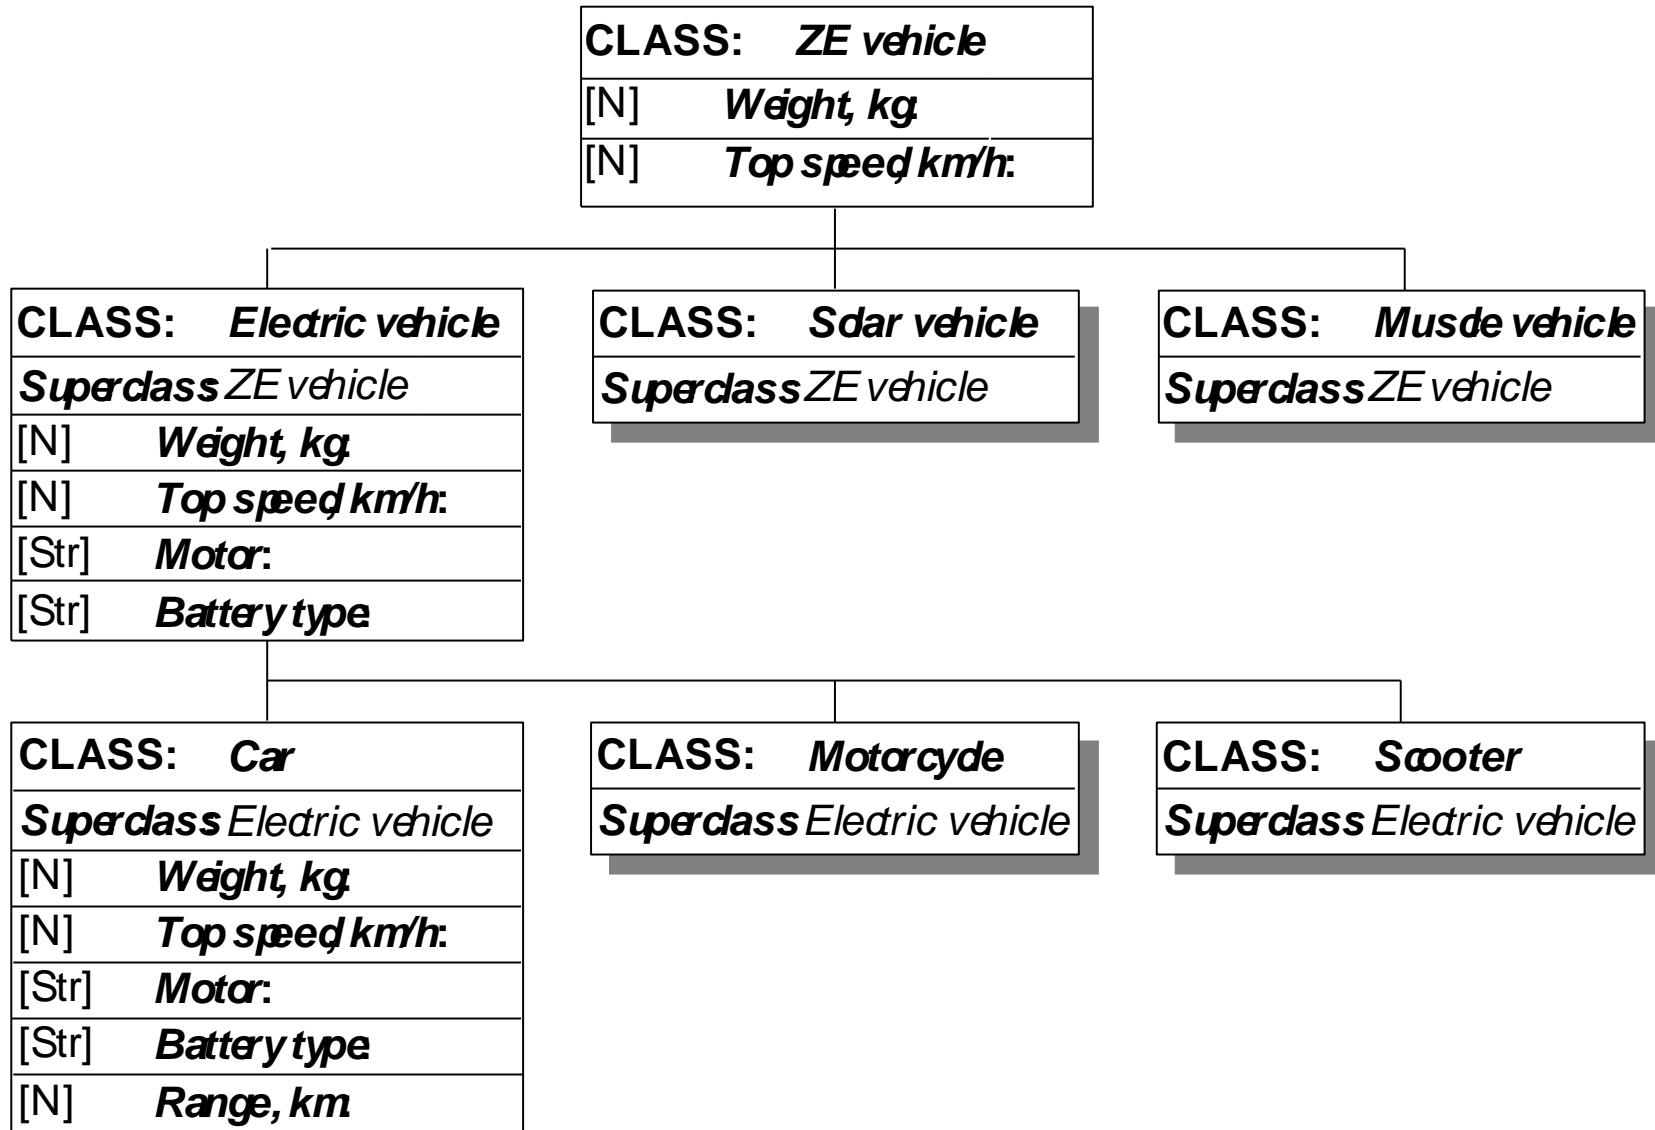 CLASS: ZE vehicle
[N] Weight, kg:
[N] Top speed, km/h:
CLASS: Electric vehicle
Superclass: ZE vehicle
[N] Weight, kg:
[N] Top speed, km/h:
[Str] Motor:
[Str] Battery type:
CLASS: Solar vehicle
Superclass: ZE vehicle
CLASS: Muscle vehicle
Superclass: ZE vehicle
CLASS: Car
Superclass: Electric vehicle
[N] Weight, kg:
[N] Top speed, km/h:
[Str] Motor:
[Str] Battery type:
[N] Range, km:
CLASS: Motorcycle
Superclass: Electric vehicle
CLASS: Scooter
Superclass: Electric vehicle